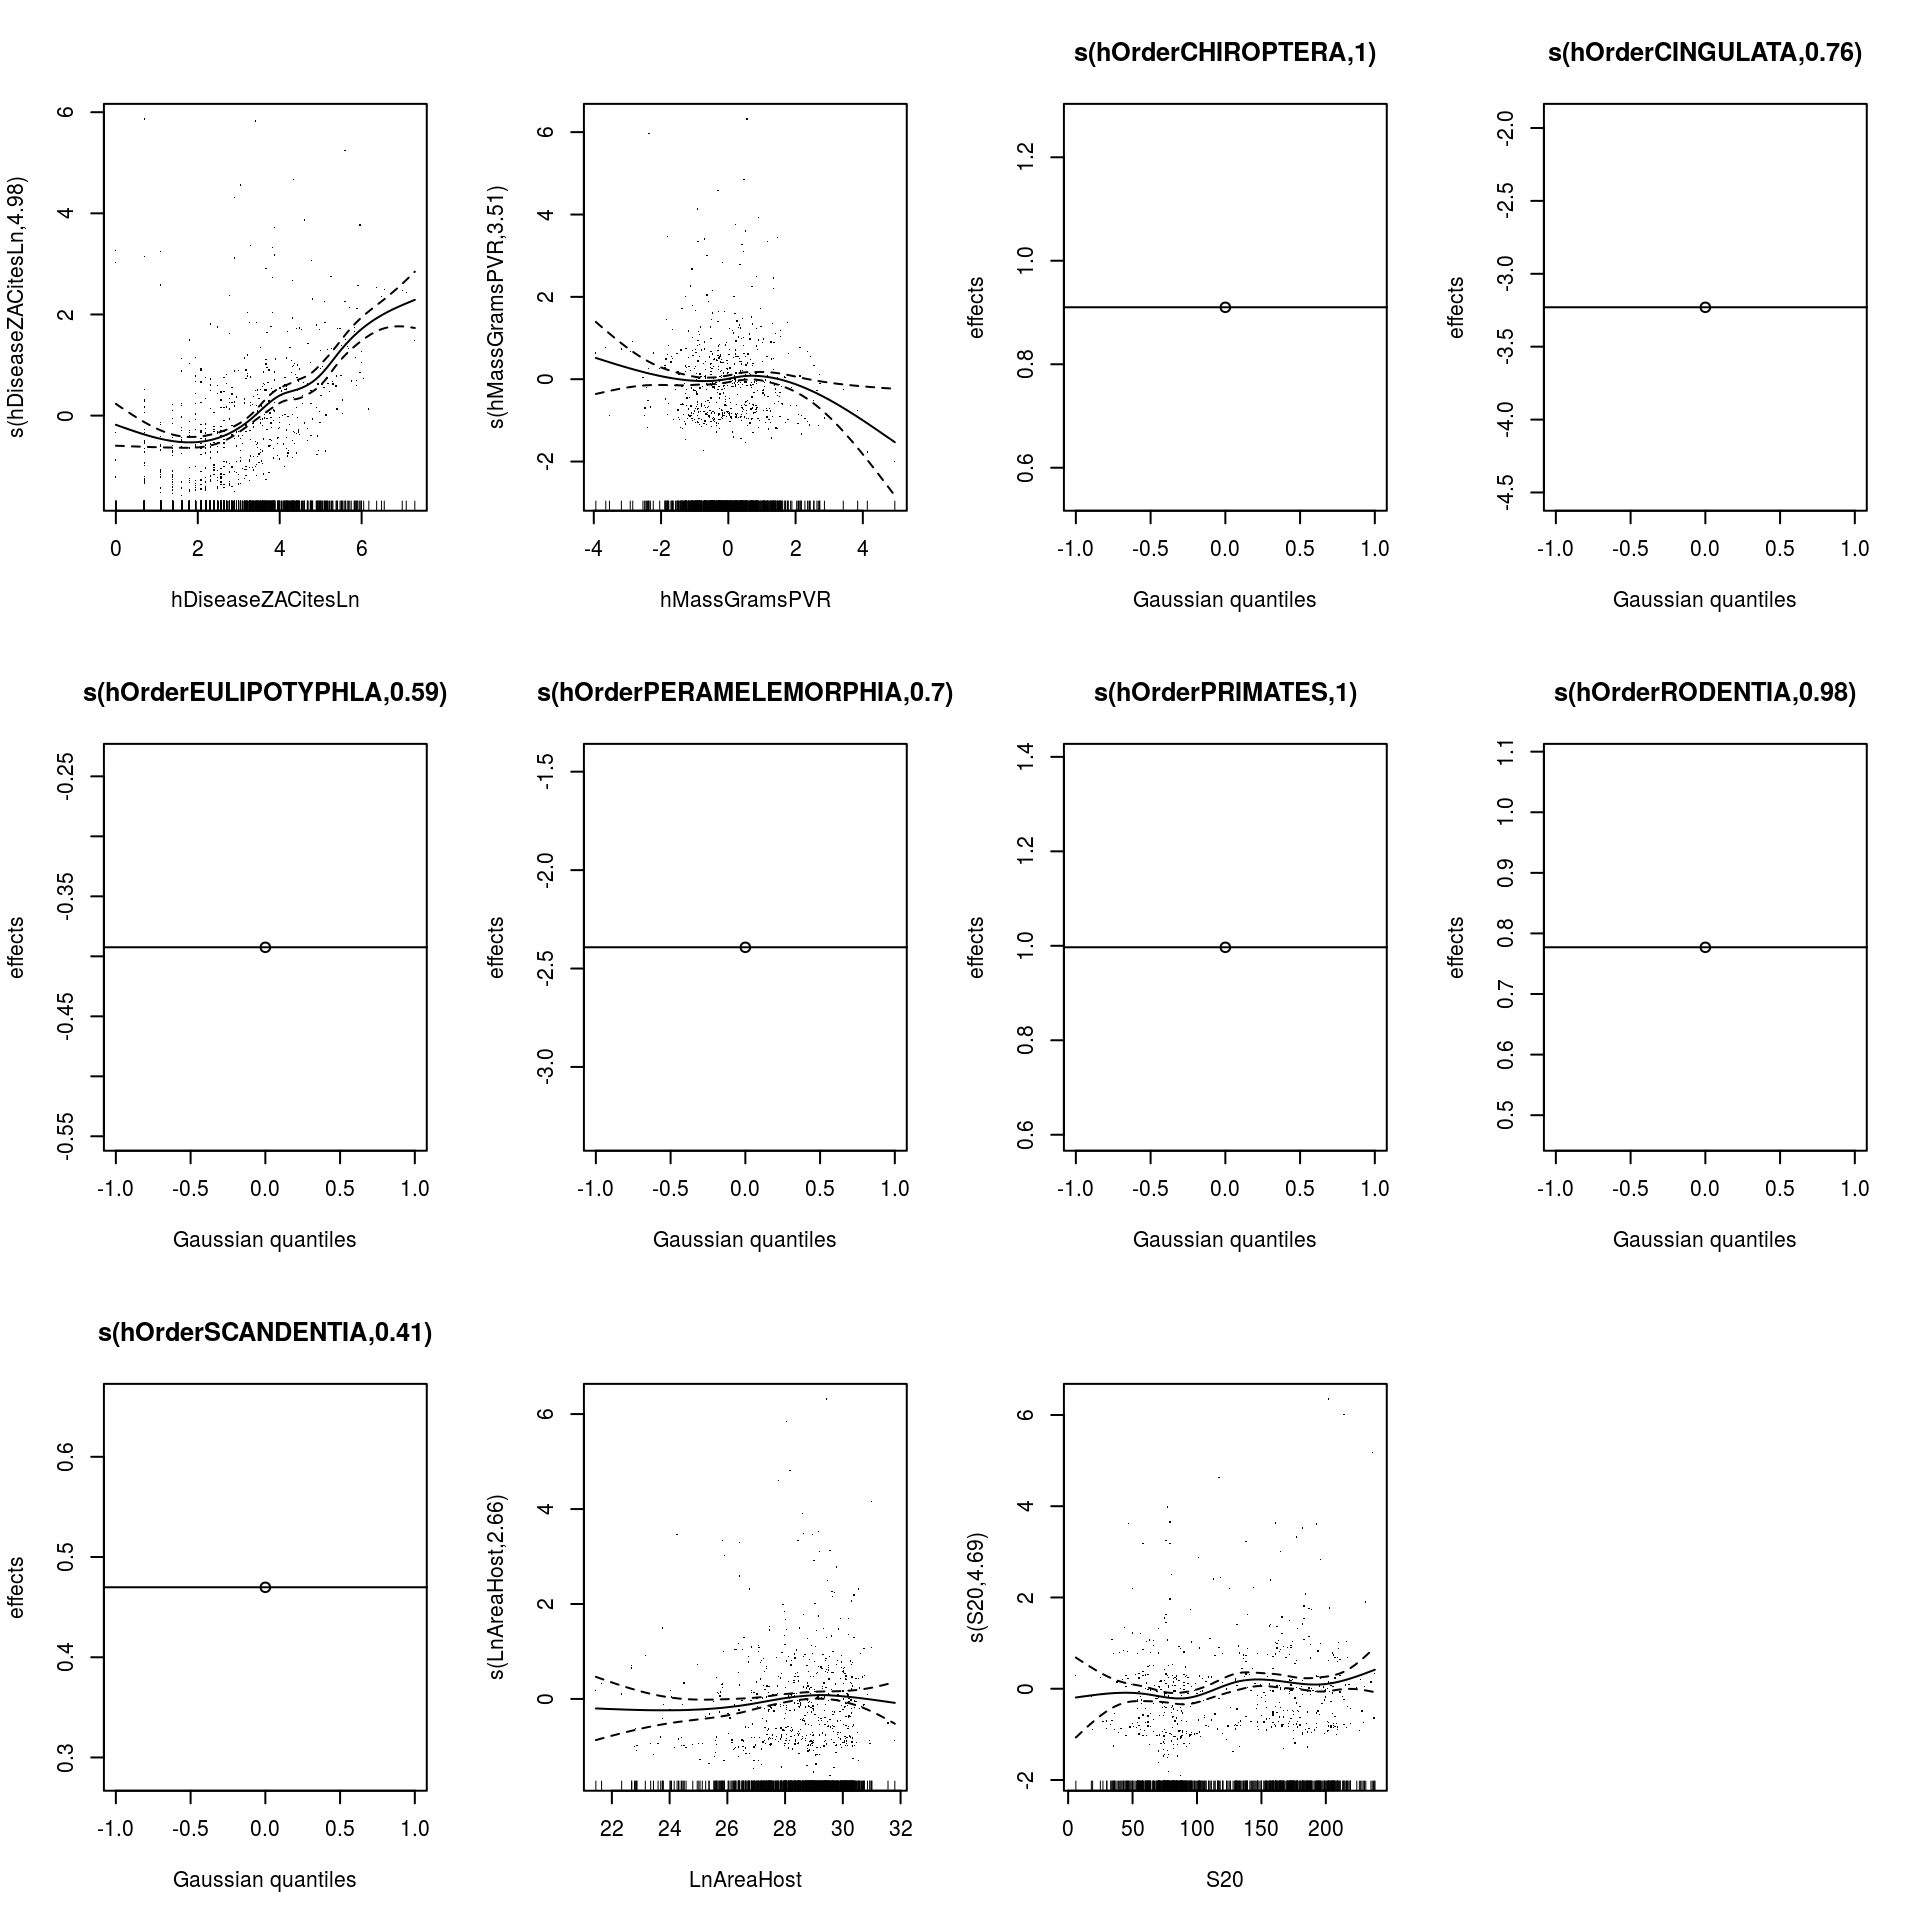 s(hOrderCHIROPTERA,1)
s(hOrderCINGULATA,0.76)
s(hDiseaseZACitesLn,4.98)
6
4
2
0
0 2 4 6
hDiseaseZACitesLn
s(hMassGramsPVR,3.51)
6
4
2
0
-2
-4 -2 0 2 4
hMassGramsPVR
effects
1.2
1.0
0.8
0.6
-1.0 -0.5 0.0 0.5 1.0
Gaussian quantiles
effects
-2.0
-2.5
-3.0
-3.5
-4.0
-4.5
-1.0 -0.5 0.0 0.5 1.0
Gaussian quantiles
s(hOrderEULIPOTYPHLA,0.59)
effects
-0.25
-0.35
-0.45
-0.55
-1.0 -0.5 0.0 0.5 1.0
Gaussian quantiles
s(hOrderPERAMELEMORPHIA,0.7)
effects
-1.5
-2.0
-2.5
-3.0
-1.0 -0.5 0.0 0.5 1.0
Gaussian quantiles
s(hOrderPRIMATES,1)
effects
1.4
1.2
1.0
0.8
0.6
-1.0 -0.5 0.0 0.5 1.0
Gaussian quantiles
s(hOrderRODENTIA,0.98)
effects
1.1
1.0
0.9
0.8
0.7
0.6
0.5
-1.0 -0.5 0.0 0.5 1.0
Gaussian quantiles
s(hOrderSCANDENTIA,0.41)
effects
0.6
0.5
0.4
0.3
-1.0 -0.5 0.0 0.5 1.0
Gaussian quantiles
s(LnAreaHost,2.66)
6
4
2
0
22 24 26 28 30 32
LnAreaHost
s(S20,4.69)
6
4
2
0
-2
0 50 100 150 200
S20